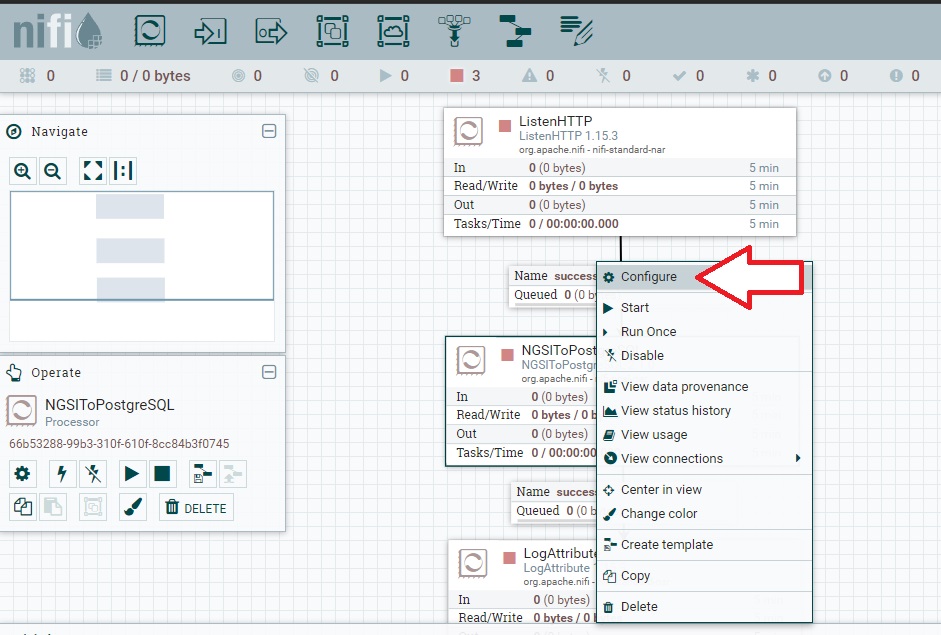 nifi
0 0 / 0 bytes 0 0 0 3 0 0 0 0 0 0
Navigate
Operate
NGSIToPostgreSQL
Processor
66b53288-99b3-310f-610f-8cc84b3f0745
DELETE
ListenHTTP
ListenHTTP 1.15.3
org.apache.nifi - nifi-standard-nar
In 0 (0 bytes) 5 min
Read/Write 0 bytes / 0 bytes 5 min
Out 0 (0 bytes) 5 min
Tasks/Time 0 / 00:00:00.000 5 min
Name success
Queued 0 (0 by
NGSIToPost
NGSIToPostgr
org.apache.nifi -
In 0 (0 bytes)
Read/Write 0 bytes / 0 b
Out 0 (0 bytes)
Tasks/Time 0 / 00:00:00
Name success
Queued 0 (0 b
LogAttribute
LogAttribute
org.apache.nifi -
In 0 (0 bytes)
Read/Write 0 bytes / 0 b
Configure
Start
Run Once
Disable
View data provenance
View status history
View usage
View connections
Center in view
Change color
Create template
Copy
Delete